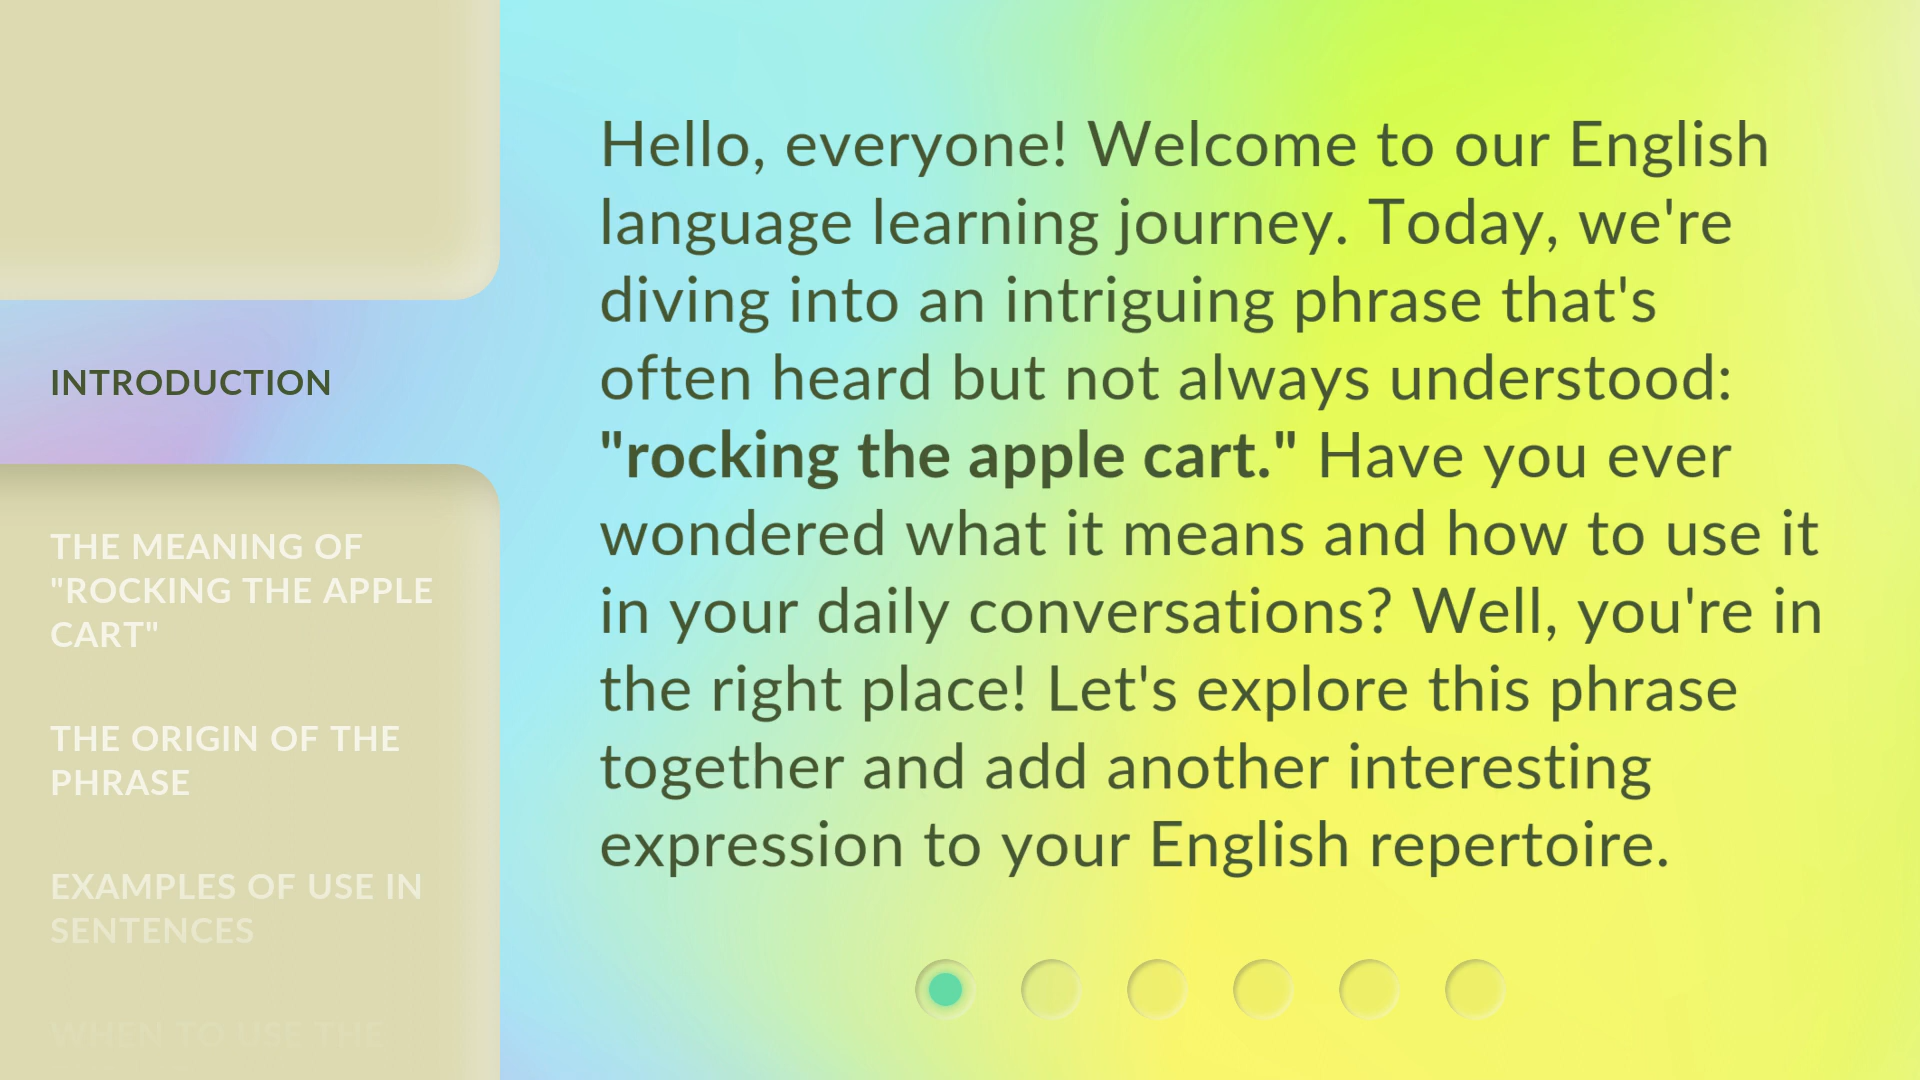 INTRODUCTION
THE MEANING OF
"ROCKING THE APPLE
CART"
THE ORIGIN OF THE
PHRASE
EXAMPLES OF USE IN
SENTENCES
WHEN TO USE THE
Hello, everyone! Welcome to our English
language learning journey. Today, we're
diving into an intriguing phrase that's
often heard but not always understood:
"rocking the apple cart." Have you ever
wondered what it means and how to use it
in your daily conversations? Well, you're in
the right place! Let's explore this phrase
together and add another interesting
expression to your English repertoire.